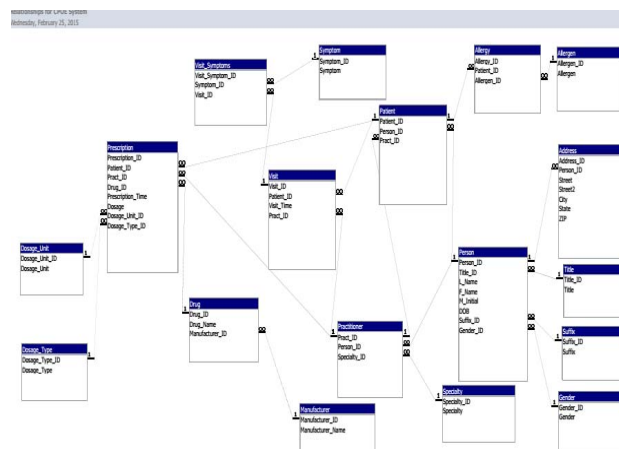 Relationships for CPOE System
Wednesday, February 25, 2015
Visit_Symptoms
Visit_Symptom_ID
Symptom_ID
Visit_ID
Symptom
Symptom_ID
Symptom
Allergy
Allergy_ID
Patient_ID
Allergen_ID
Allergen
Allergen_ID
Allergen
Patient
Patient_ID
Person_ID
Pract_ID
Prescription
Prescription_ID
Patient_ID
Pract_ID
Drug_ID
Prescription_Time
Dosage
Dosage_Unit_ID
Dosage_Type_ID
Visit
Visit_ID
Patient_ID
Visit_Time
Pract_ID
Address
Address_ID
Person_ID
Street
Street2
City
State
ZIP
Dosage_Unit
Dosage_Unit_ID
Dosage_Unit
Person
Person_ID
Title_ID
L_Name
F_Name
M_Initial
DOB
Suffix_ID
Gender_ID
Title
Title_ID
Title
Drug
Drug_ID
Drug_Name
Manufacturer_ID
Practitioner
Pract_ID
Person_ID
Specialty_ID
Suffix
Suffix_ID
Suffix
Dosage_Type
Dosage_Type_ID
Dosage_Type
Specialty
Specialty_ID
Specialty
Gender
Gender_ID
Gender
Manufacturer
Manufacturer_ID
Manufacturer_Name